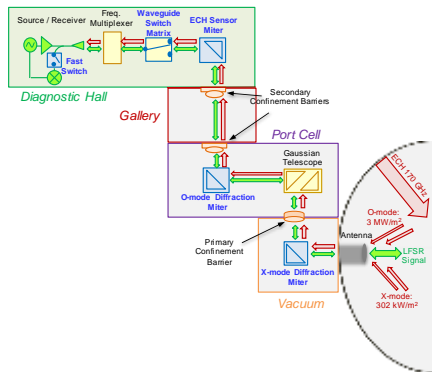 Source / Receiver
Freq.
Multiplexer
Waveguide
Switch
Matrix
ECH Sensor
Miter
Fast
Switch
Diagnostic Hall
Secondary
Confinement Barriers
Gallery
Port Cell
Gaussian
Telescope
O-mode Diffraction
Miter
ECH 170 GHz
O-mode:
3 MW/m²
Antenna
LFSR
Signal
Primary
Confinement
Barrier
X-mode Diffraction
Miter
X-mode:
302 kW/m²
Vacuum